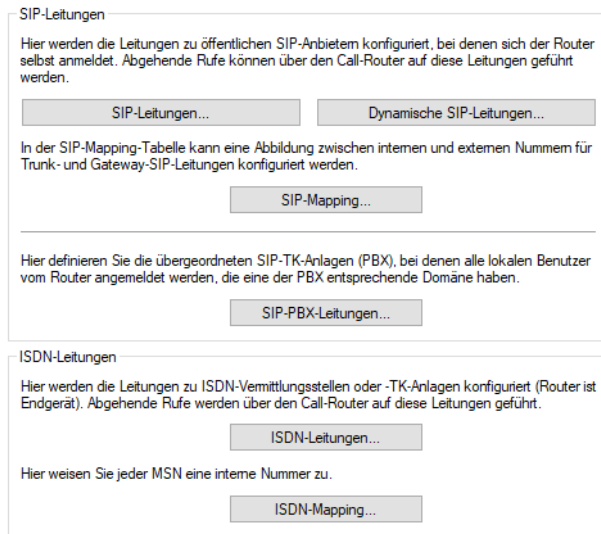 SIP-Leitungen
Hier werden die Leitungen zu öffentlichen SIP-Anbietern konfiguriert, bei denen sich der Router
selbst anmeldet. Abgehende Rufe können über den Call-Router auf diese Leitungen geführt
werden.
SIP-Leitungen... Dynamische SIP-Leitungen...
In der SIP-Mapping-Tabelle kann eine Abbildung zwischen internen und externen Nummern für
Trunk- und Gateway-SIP-Leitungen konfiguriert werden.
SIP-Mapping...
Hier definieren Sie die übergeordneten SIP-TK-Anlagen (PBX), bei denen alle lokalen Benutzer
vom Router angemeldet werden, die eine der PBX entsprechende Domäne haben.
SIP-PBX-Leitungen...
ISDN-Leitungen
Hier werden die Leitungen zu ISDN-Vermittlungsstellen oder -TK-Anlagen konfiguriert (Router ist
Endgerät). Abgehende Rufe werden über den Call-Router auf diese Leitungen geführt.
ISDN-Leitungen...
Hier weisen Sie jeder MSN eine interne Nummer zu.
ISDN-Mapping...